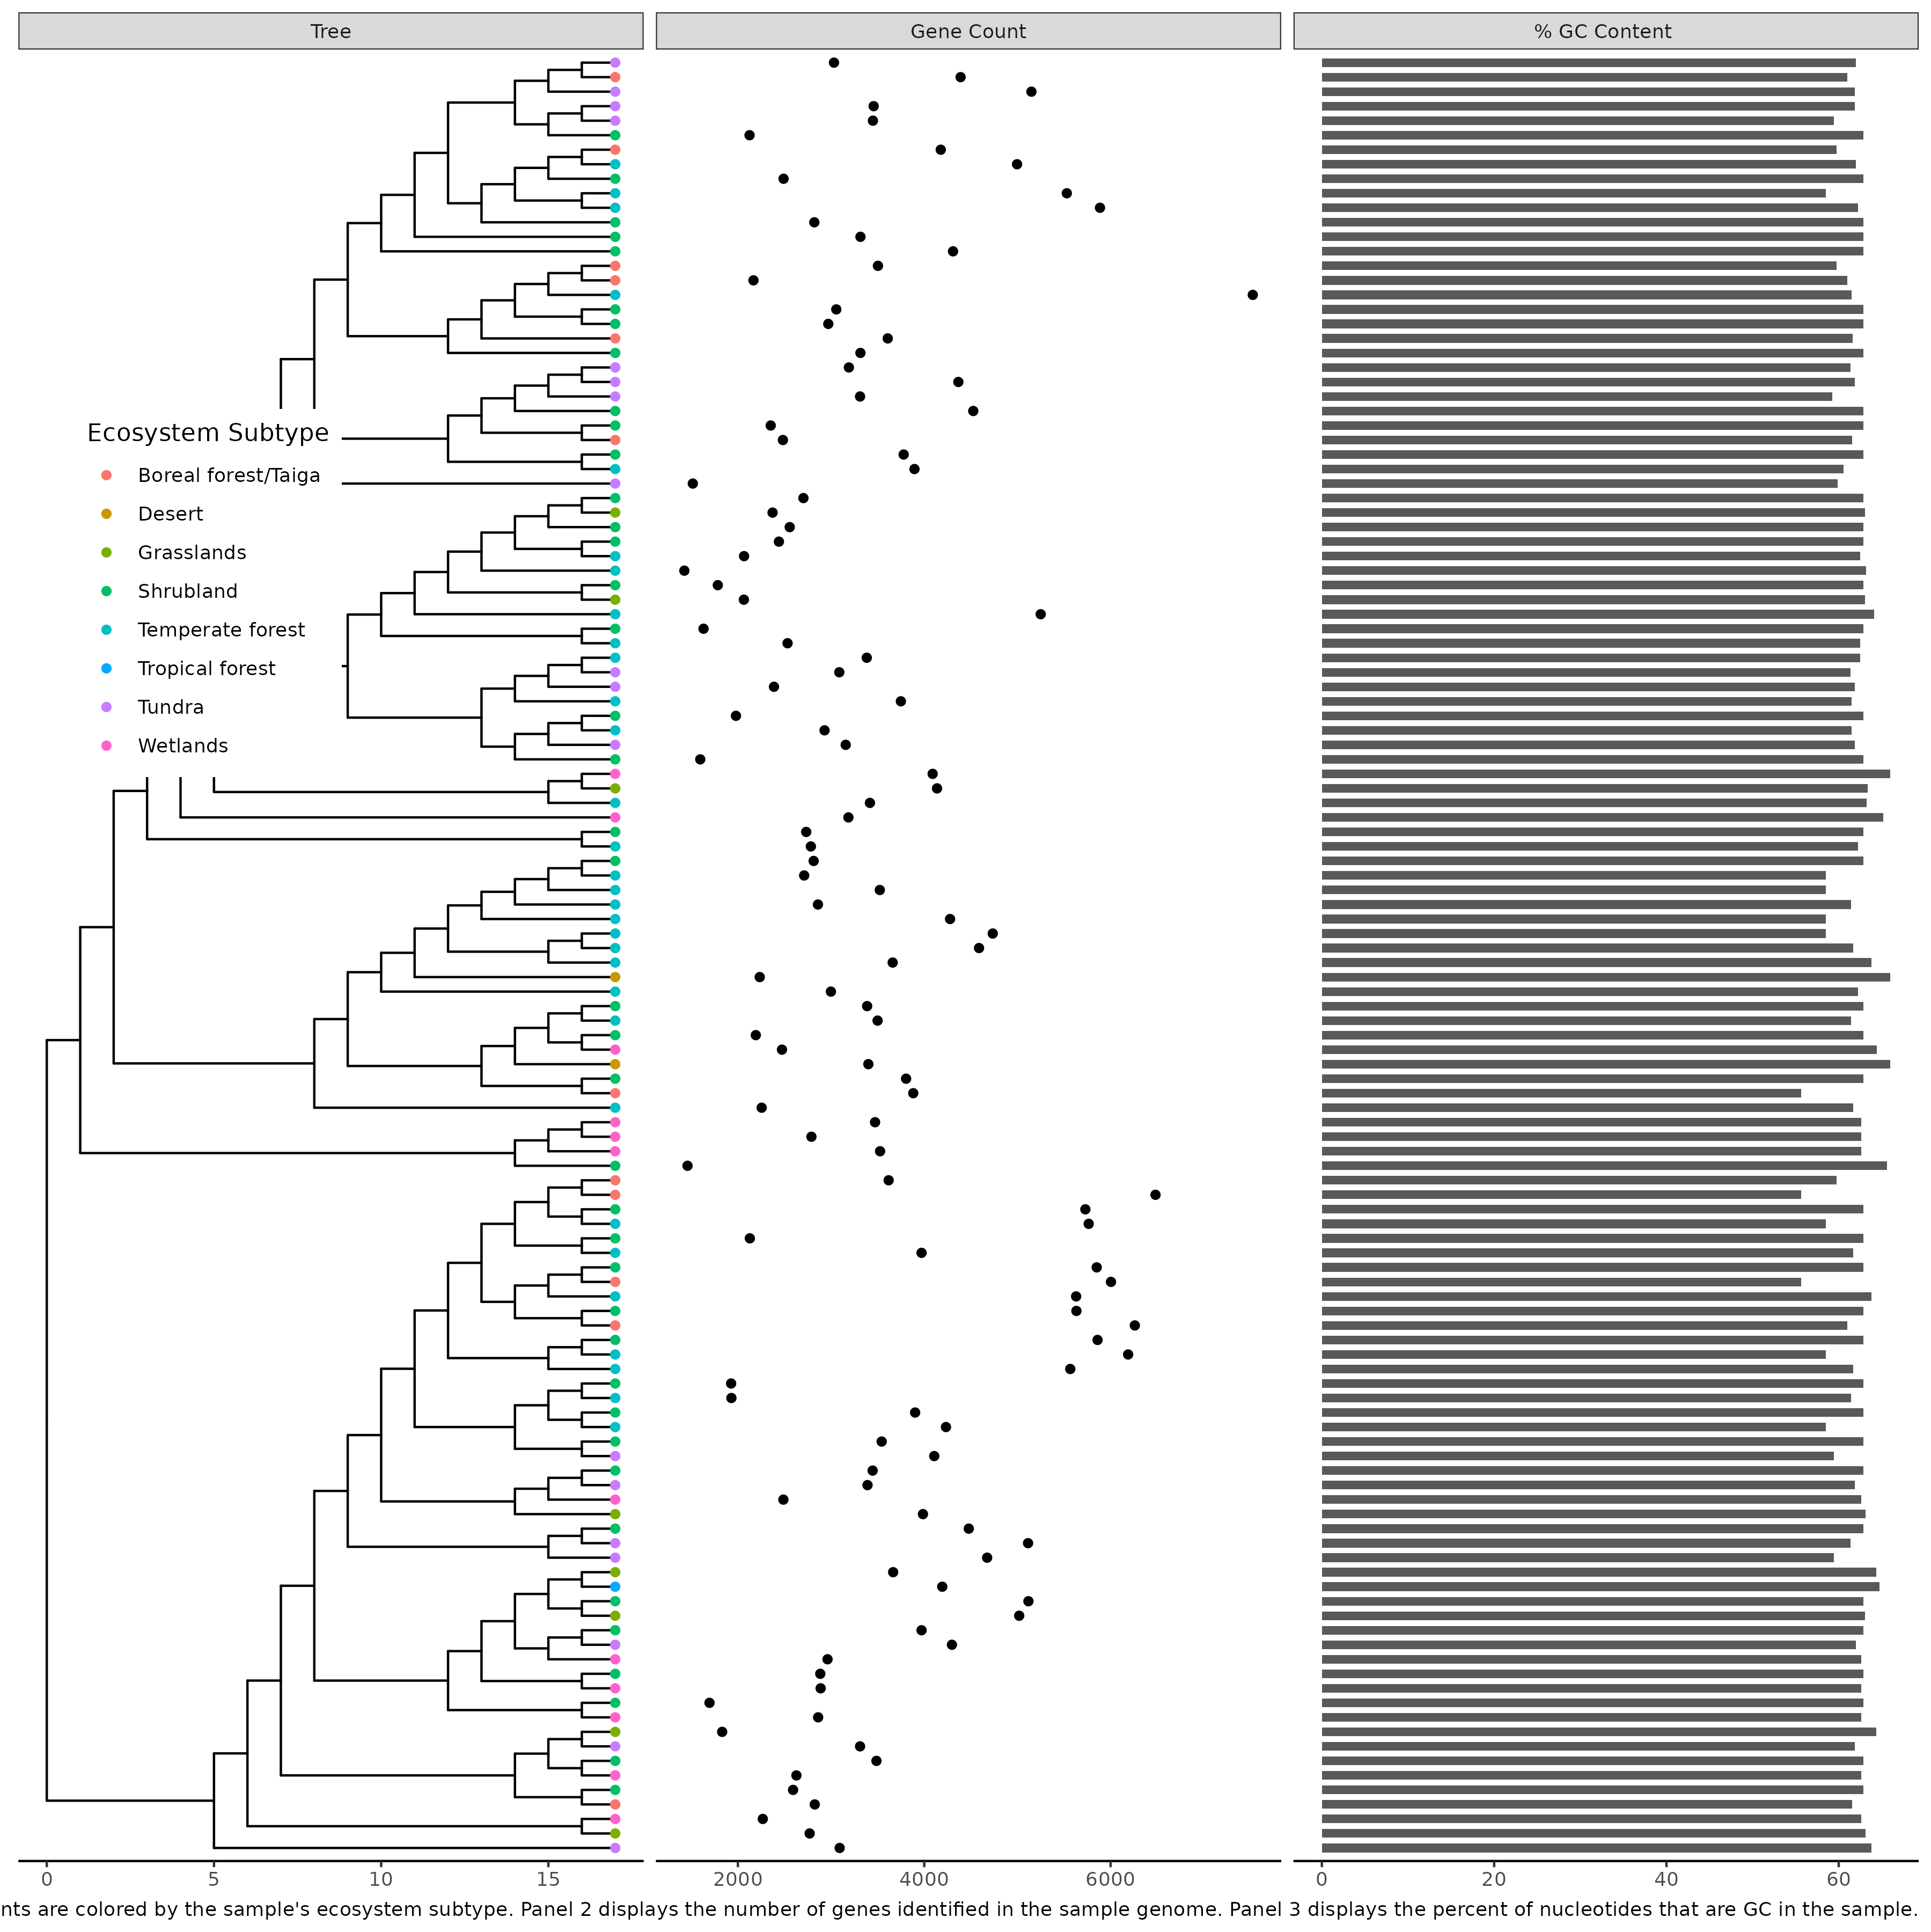 Tree
Gene Count
% GC Content
Ecosystem Subtype
Boreal forest/Taiga
Desert
Grasslands
Shrubland
Temperate forest
Tropical forest
Tundra
Wetlands
0 5 10 15
2000 4000 6000
0 20 40 60
nts are colored by the sample's ecosystem subtype. Panel 2 displays the number of genes identified in the sample genome. Panel 3 displays the percent of nucleotides that are GC in the sample.